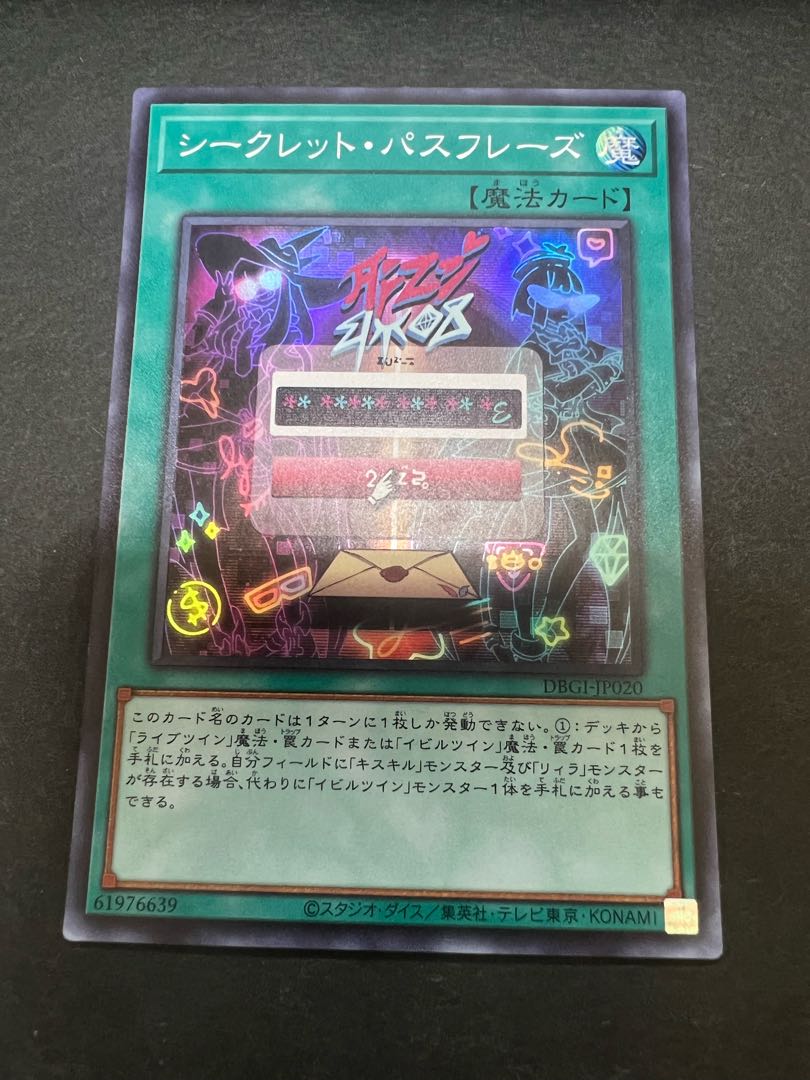 シークレット・パスフレーズ 魔
【魔法カード】
DBGI-JP020
このカード名のカードは1ターンに1枚しか発動できない。①:デッキから
「ライブツイン」魔法・罠カードまたは「イビルツイン」魔法・罠カード1枚を
手札に加える。自分フィールドに「キスキル」モンスター及び「リィラ」モンスター
が存在する場合、代わりに「イビルツイン」モンスター1体を手札に加える事も
できる。
61976639
©スタジオ・ダイス/集英社・テレビ東京・KONAMI